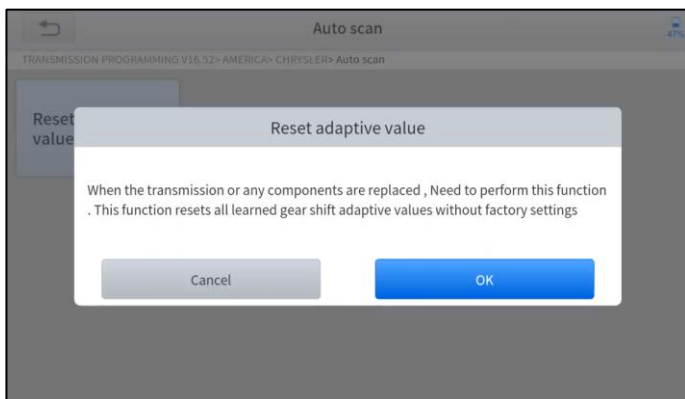 Auto scan
47%
TRANSMISSION PROGRAMMING V16.52> AMERICA> CHRYSLER> Auto scan
Reset
value
Reset adaptive value
When the transmission or any components are replaced , Need to perform this function
. This function resets all learned gear shift adaptive values without factory settings
Cancel
OK